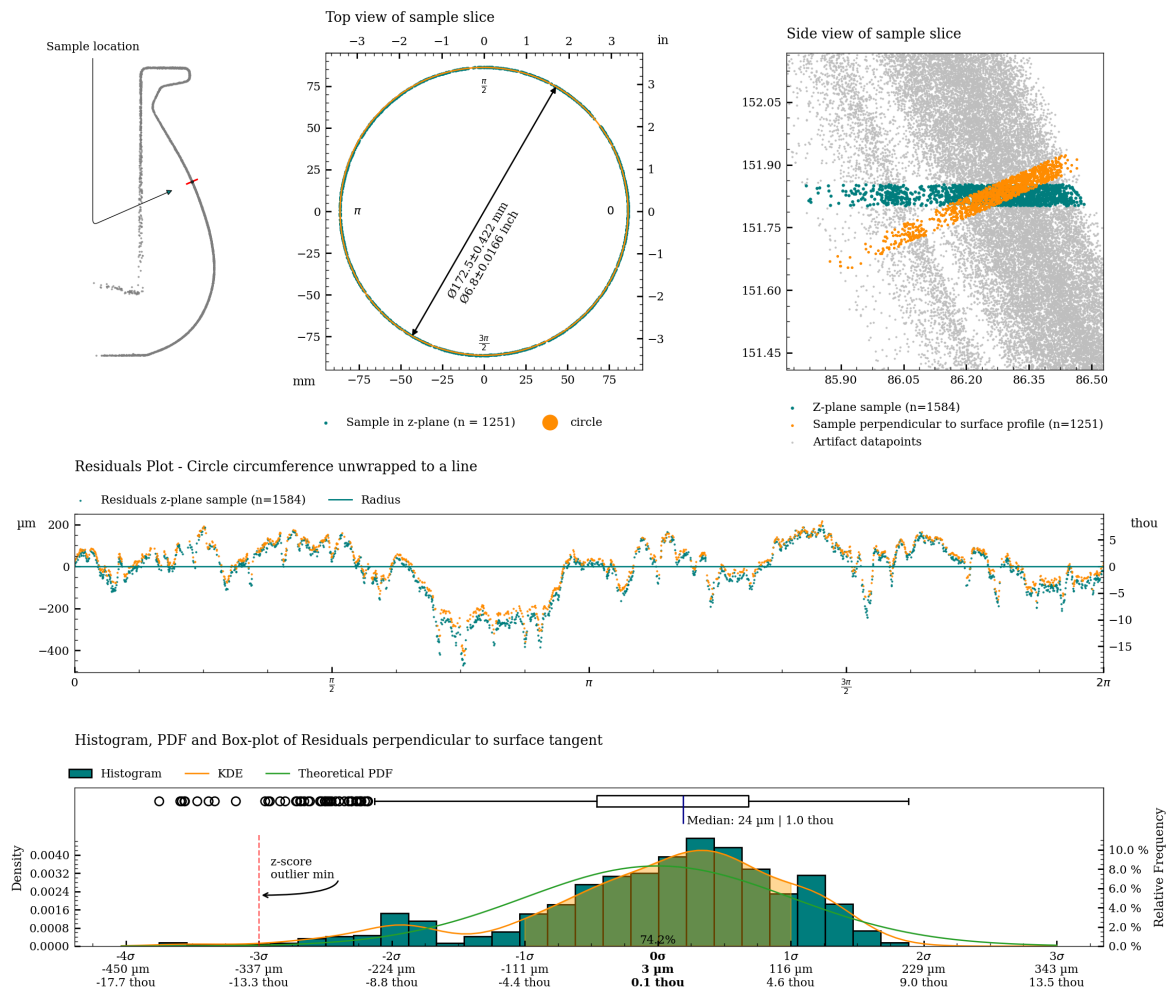 Top view of sample slice
Side view of sample slice
Sample location
−3 −2 −1 0 1 2 3 in
75
50
25
0
−25
−50
−75
3
2
1
0
−1
−2
−3
π/2
π
0
3π/2
Ø172.5±0.422 mm
Ø6.8±0.0166 inch
mm −75 −50 −25 0 25 50 75
Sample in z-plane (n = 1251) circle
152.05
151.90
151.75
151.60
151.45
85.90 86.05 86.20 86.35 86.50
Z-plane sample (n=1584)
Sample perpendicular to surface profile (n=1251)
Artifact datapoints
Residuals Plot - Circle circumference unwrapped to a line
Residuals z-plane sample (n=1584) Radius
µm
200
0
−200
−400
thou
5
0
−5
−10
−15
0 π/2 π 3π/2 2π
Histogram, PDF and Box-plot of Residuals perpendicular to surface tangent
Histogram KDE Theoretical PDF
Median: 24 µm | 1.0 thou
z-score
outlier min
Density
0.0040
0.0032
0.0024
0.0016
0.0008
0.0000
Relative Frequency
10.0 %
8.0 %
6.0 %
4.0 %
2.0 %
0.0 %
74.2%
-4σ -3σ -2σ -1σ 0σ 1σ 2σ 3σ
-450 µm -337 µm -224 µm -111 µm 3 µm 116 µm 229 µm 343 µm
-17.7 thou -13.3 thou -8.8 thou -4.4 thou 0.1 thou 4.6 thou 9.0 thou 13.5 thou